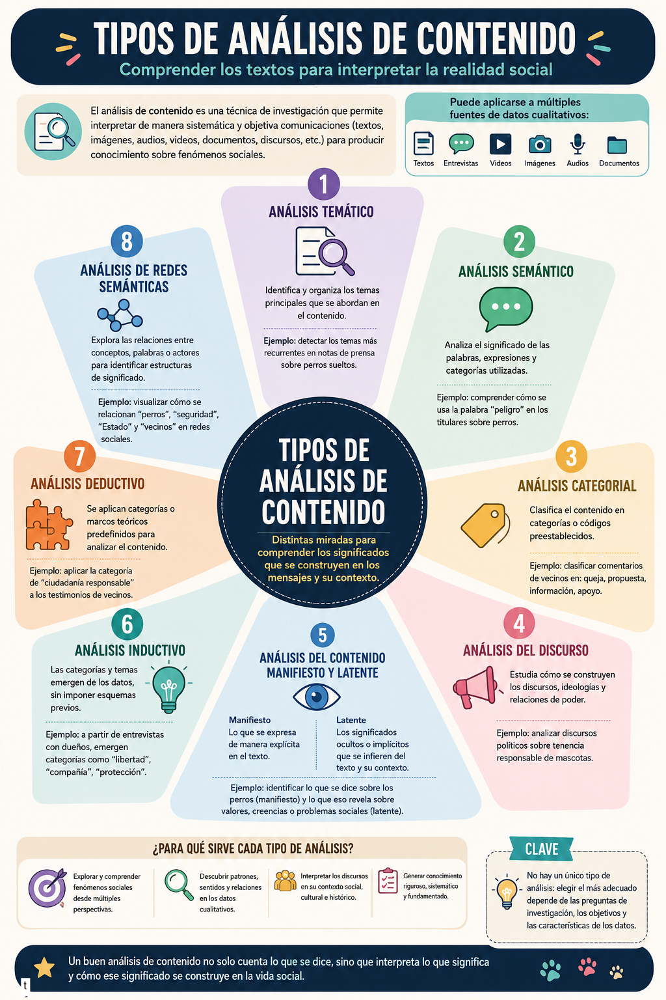 TIPOS DE ANÁLISIS DE CONTENIDO
Comprender los textos para interpretar la realidad social
El análisis de contenido es una técnica de investigación que permite
interpretar de manera sistemática y objetiva comunicaciones (textos,
imágenes, audios, videos, documentos, discursos, etc.) para producir
conocimiento sobre fenómenos sociales.
Puede aplicarse a múltiples
fuentes de datos cualitativos:
Textos
Entrevistas
Videos
Imágenes
Audios
Documentos
1
ANÁLISIS TEMÁTICO
Identifica y organiza los temas
principales que se abordan en
el contenido.
Ejemplo: detectar los temas más
recurrentes en notas de prensa
sobre perros sueltos.
2
ANÁLISIS SEMÁNTICO
Analiza el significado de las
palabras, expresiones y
categorías utilizadas.
Ejemplo: comprender cómo se
usa la palabra “peligro” en los
titulares sobre perros.
3
ANÁLISIS CATEGORIAL
Clasifica el contenido en
categorías o códigos
preestablecidos.
Ejemplo: clasificar comentarios
de vecinos en: queja, propuesta,
información, apoyo.
4
ANÁLISIS DEL DISCURSO
Estudia cómo se construyen
los discursos, ideologías y
relaciones de poder.
Ejemplo: analizar discursos
políticos sobre tenencia
responsable de mascotas.
5
ANÁLISIS DEL CONTENIDO
MANIFIESTO Y LATENTE
Manifiesto
Lo que se expresa
de manera explícita
en el texto.
Latente
Los significados
ocultos o implícitos
que se infieren del
texto y su contexto.
Ejemplo: identificar lo que se dice sobre los
perros (manifiesto) y lo que eso revela sobre
valores, creencias o problemas sociales (latente).
6
ANÁLISIS INDUCTIVO
Las categorías y temas
emergen de los datos,
sin imponer esquemas
previos.
Ejemplo: a partir de entrevistas
con dueños, emergen
categorías como “libertad”,
“compañía”, “protección”.
7
ANÁLISIS DEDUCTIVO
Se aplican categorías o
marcos teóricos
predefinidos para
analizar el contenido.
Ejemplo: aplicar la categoría
de “ciudadanía responsable”
a los testimonios de vecinos.
8
ANÁLISIS DE REDES
SEMÁNTICAS
Explora las relaciones entre
conceptos, palabras o actores
para identificar estructuras
de significado.
Ejemplo: visualizar cómo se
relacionan “perros”, “seguridad”,
“Estado” y “vecinos” en redes
sociales.
TIPOS DE
ANÁLISIS DE
CONTENIDO
Distintas miradas para
comprender los significados
que se construyen en los
mensajes y su contexto.
¿PARA QUÉ SIRVE CADA TIPO DE ANÁLISIS?
Explorar y comprender
fenómenos sociales
desde múltiples
perspectivas.
Descubrir patrones,
sentidos y relaciones
en los datos
cualitativos.
Interpretar los discursos
en su contexto social,
cultural e histórico.
Generar conocimiento
riguroso, sistemático
y fundamentado.
CLAVE
No hay un único tipo de
análisis: elegir el más adecuado
depende de las preguntas de
investigación, los objetivos y
las características de los datos.
Un buen análisis de contenido no solo cuenta lo que se dice, sino que interpreta lo que significa
y cómo ese significado se construye en la vida social.
t